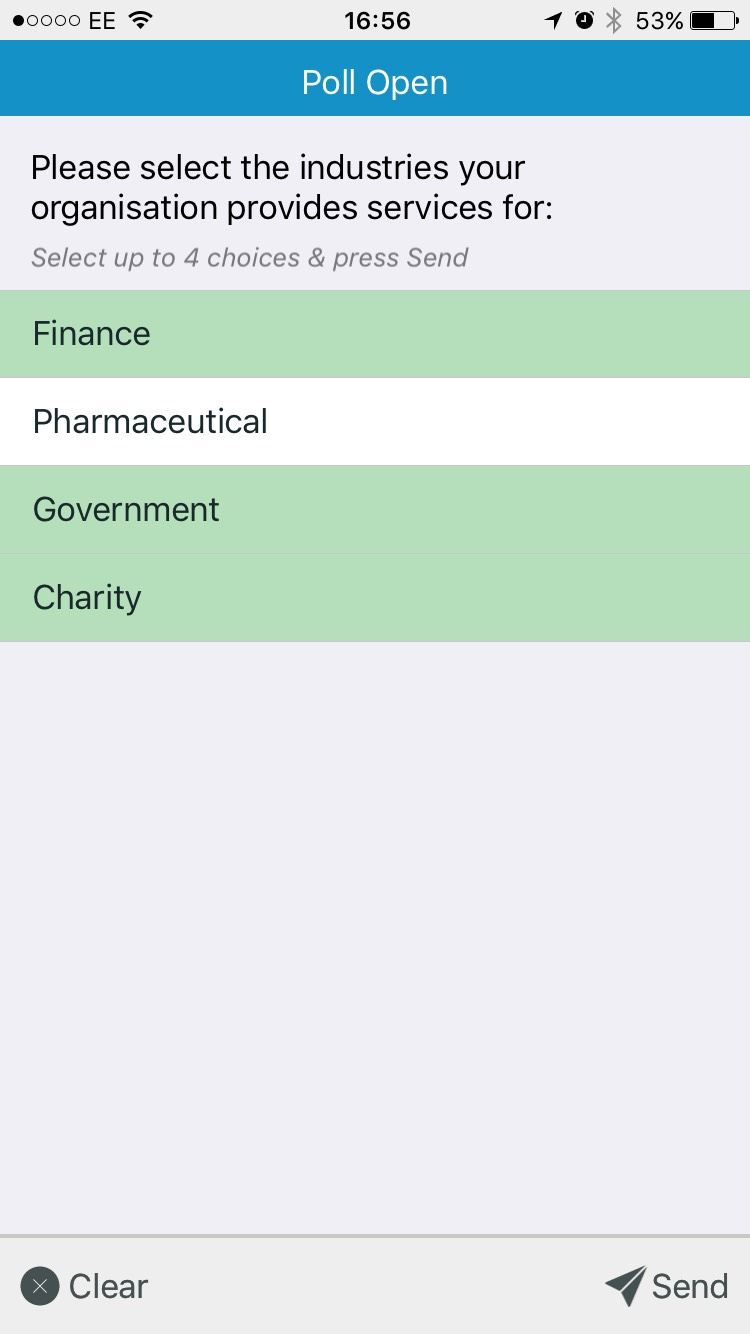 EE 16:56 53%
Poll Open
Please select the industries your
organisation provides services for:
Select up to 4 choices & press Send
Finance
Pharmaceutical
Government
Charity
Clear Send